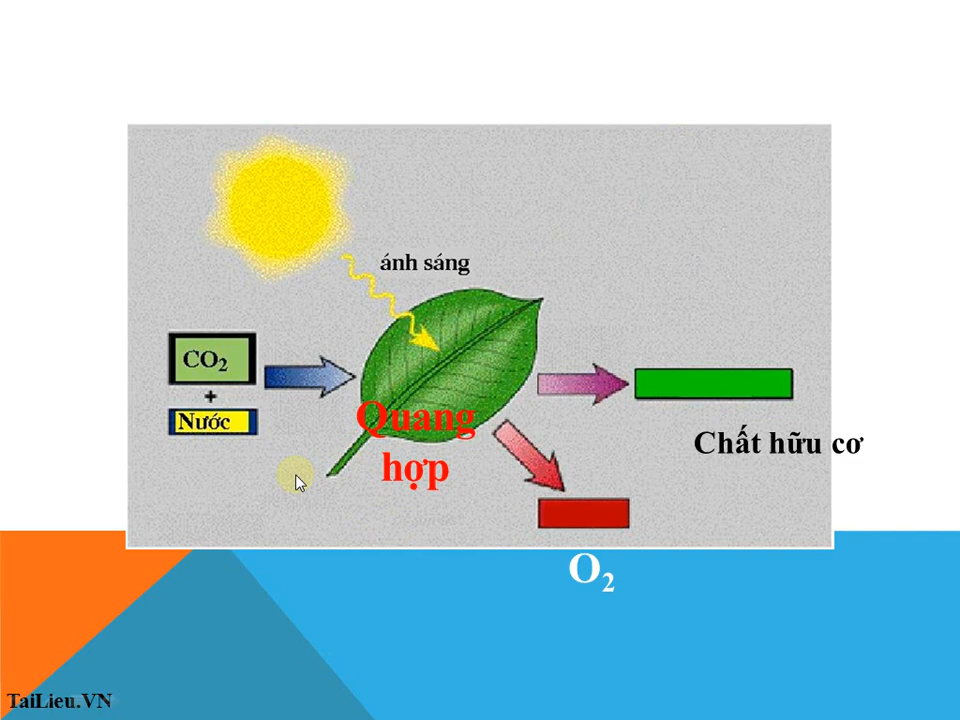 ánh sáng
CO₂
+
Nước
Quang
hợp
Chất hữu cơ
O₂
TaiLieu.VN